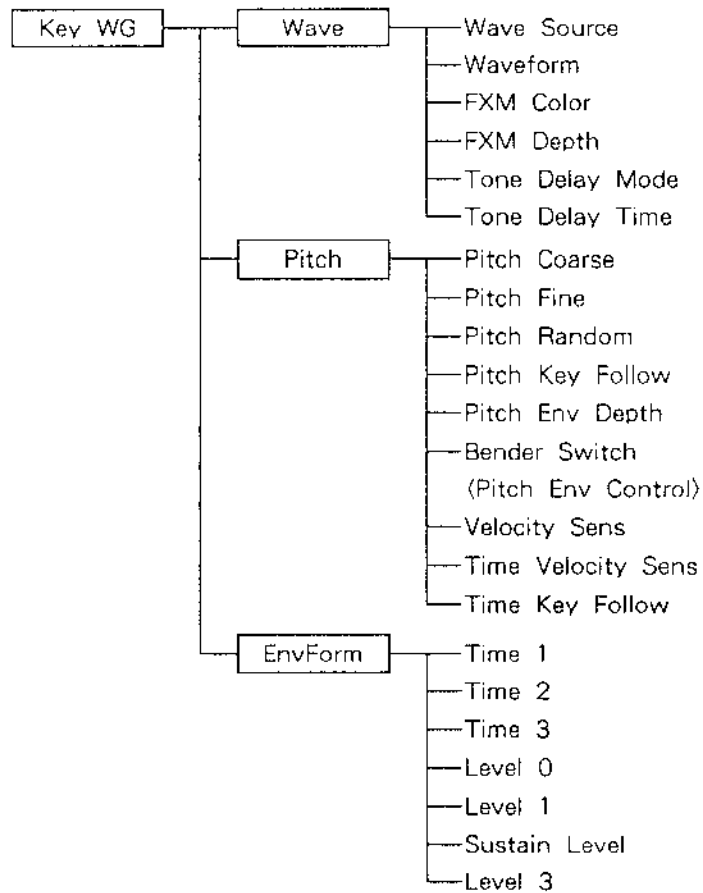 Key WG
Wave
Wave Source
Waveform
FXM Color
FXM Depth
Tone Delay Mode
Tone Delay Time
Pitch
Pitch Coarse
Pitch Fine
Pitch Random
Pitch Key Follow
Pitch Env Depth
Bender Switch
(Pitch Env Control)
Velocity Sens
Time Velocity Sens
Time Key Follow
EnvForm
Time 1
Time 2
Time 3
Level 0
Level 1
Sustain Level
Level 3